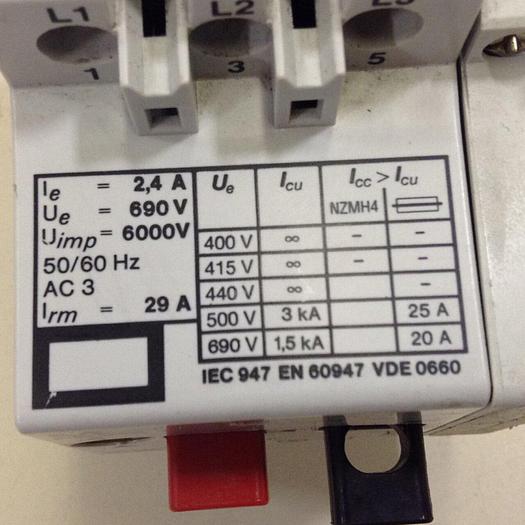 L1 L2 L3
1 3 5
Ie = 2,4 A
Ue = 690 V
Uimp = 6000V
50/60 Hz
AC 3
Irm = 29 A
Ue Icu Icc > Icu
NZMH4
400 V ∞ – –
415 V ∞ – –
440 V ∞ –
500 V 3 kA 25 A
690 V 1,5 kA 20 A
IEC 947 EN 60947 VDE 0660